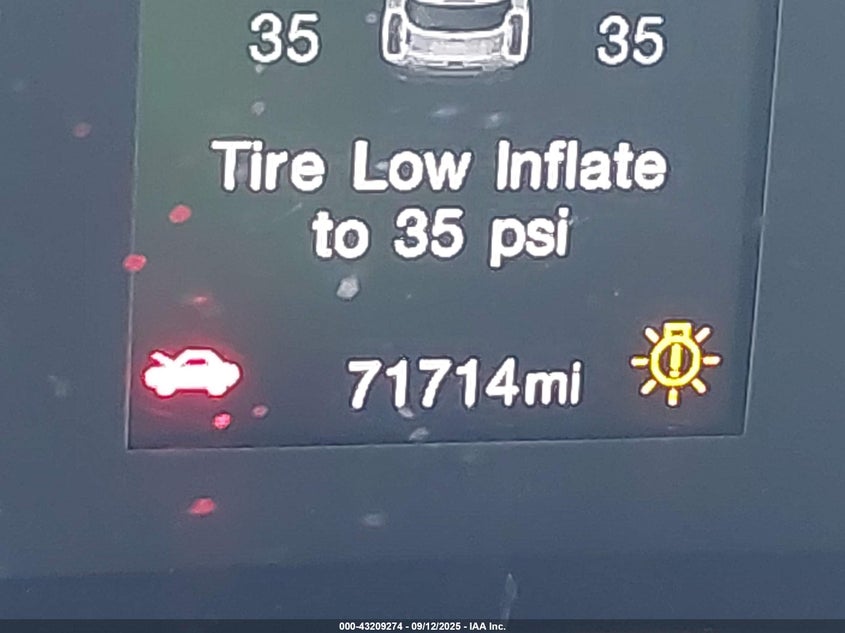 35 35
Tire Low Inflate
to 35 psi
71714mi
000-43209274 - 09/12/2025 - IAA Inc.